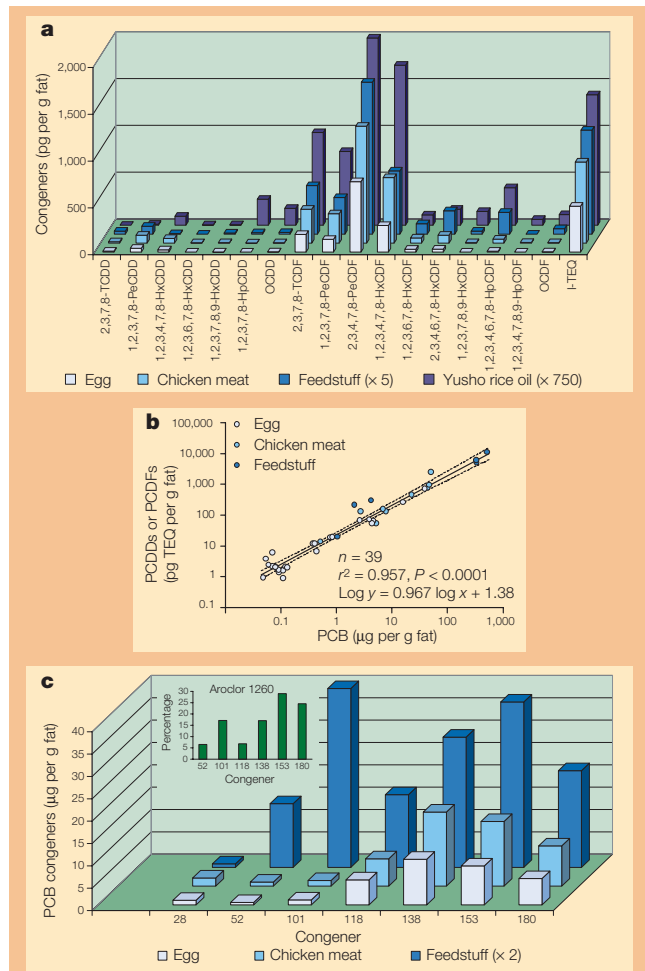 a
Congeners (pg per g fat)
2,000
1,500
1,000
500
0
2,3,7,8-TCDD
1,2,3,7,8-PeCDD
1,2,3,4,7,8-HxCDD
1,2,3,6,7,8-HxCDD
1,2,3,7,8,9-HxCDD
1,2,3,7,8-HpCDD
OCDD
2,3,7,8-TCDF
1,2,3,7,8-PeCDF
2,3,4,7,8-PeCDF
1,2,3,4,7,8-HxCDF
1,2,3,6,7,8-HxCDF
2,3,4,6,7,8-HxCDF
1,2,3,7,8,9-HxCDF
1,2,3,4,6,7,8-HpCDF
1,2,3,4,7,8,9-HpCDF
OCDF
I-TEQ
Egg Chicken meat Feedstuff (× 5) Yusho rice oil (× 750)
b
PCDDs or PCDFs
(pg TEQ per g fat)
100,000
10,000
1,000
100
10
1
0.1
Egg
Chicken meat
Feedstuff
n = 39
r² = 0.957, P < 0.0001
Log y = 0.967 log x + 1.38
0.1 1 10 100 1,000
PCB (µg per g fat)
c
PCB congeners (µg per g fat)
40
35
30
25
20
15
10
5
0
Aroclor 1260
Percentage
30
25
20
15
10
5
0
52 101 118 138 153 180
Congener
28 52 101 118 138 153 180
Congener
Egg Chicken meat Feedstuff (× 2)